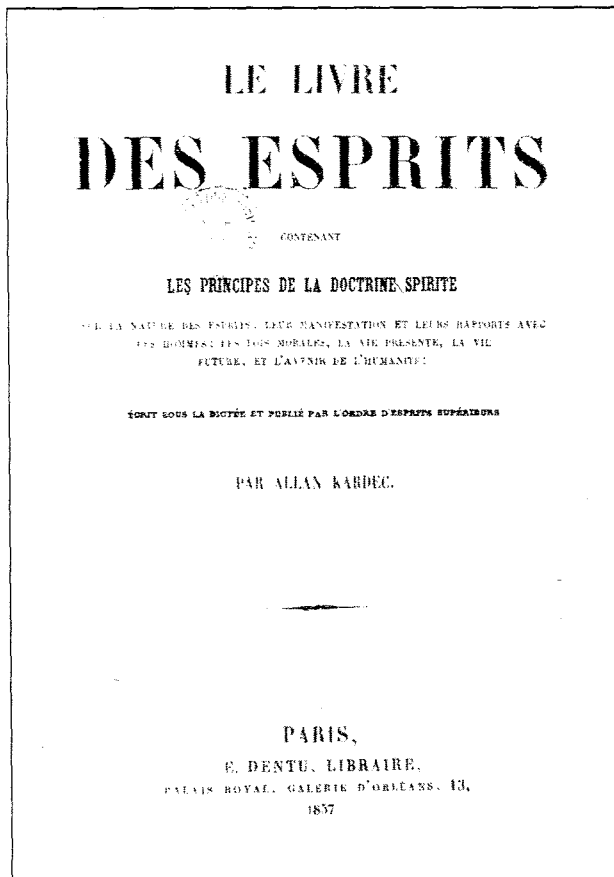 LE LIVRE
DES ESPRITS
CONTENANT
LES PRINCIPES DE LA DOCTRINE SPIRITE
SUR LA NATURE DES ESPRITS, LEUR MANIFESTATION ET LEURS RAPPORTS AVEC
LES HOMMES; LES LOIS MORALES, LA VIE PRÉSENTE, LA VIE
FUTURE, ET L'AVENIR DE L'HUMANITÉ;
ÉCRIT SOUS LA DICTÉE ET PUBLIÉ PAR L'ORDRE D'ESPRITS SUPÉRIEURS
PAR ALLAN KARDEC.
PARIS,
E. DENTU, LIBRAIRE,
PALAIS ROYAL, GALERIE D'ORLÉANS, 13,
1857